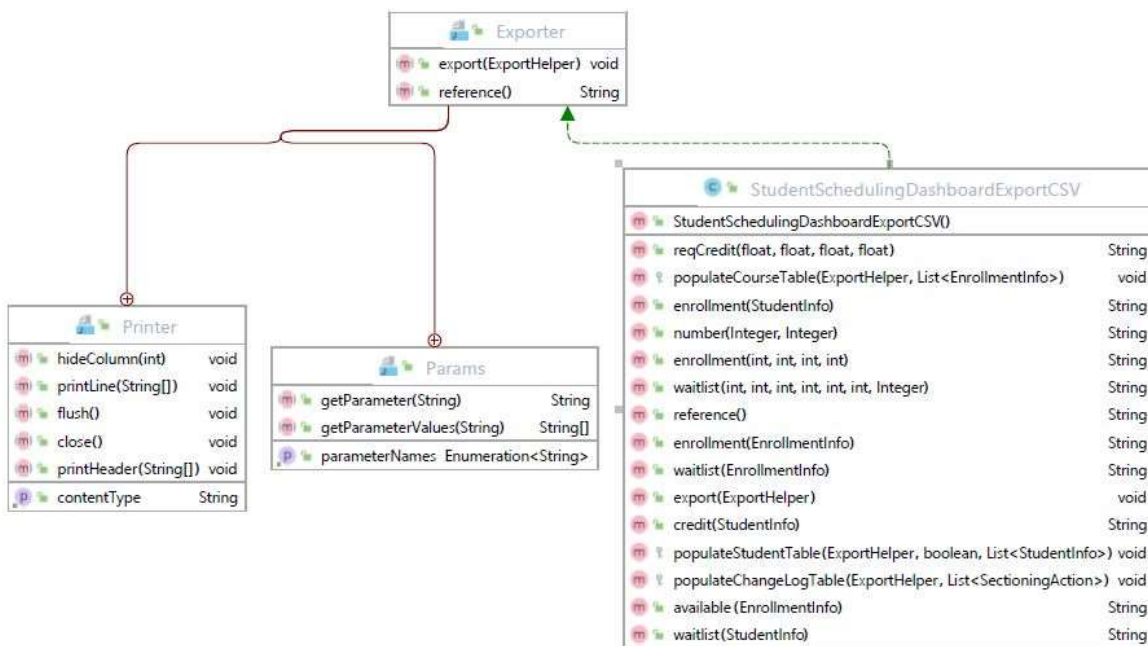 Exporter
export(ExportHelper) void
reference() String
StudentSchedulingDashboardExportCSV
StudentSchedulingDashboardExportCSV()
reqCredit(float, float, float, float) String
populateCourseTable(ExportHelper, List<EnrollmentInfo>) void
enrollment(StudentInfo) String
number(Integer, Integer) String
enrollment(int, int, int, int) String
waitlist(int, int, int, int, int, int, Integer) String
reference() String
enrollment(EnrollmentInfo) String
waitlist(EnrollmentInfo) String
export(ExportHelper) void
credit(StudentInfo) String
populateStudentTable(ExportHelper, boolean, List<StudentInfo>) void
populateChangeLogTable(ExportHelper, List<SectioningAction>) void
available(EnrollmentInfo) String
waitlist(StudentInfo) String
Printer
hideColumn(int) void
printLine(String[]) void
flush() void
close() void
printHeader(String[]) void
contentType String
Params
getParameter(String) String
getParameterValues(String) String[]
parameterNames Enumeration<String>